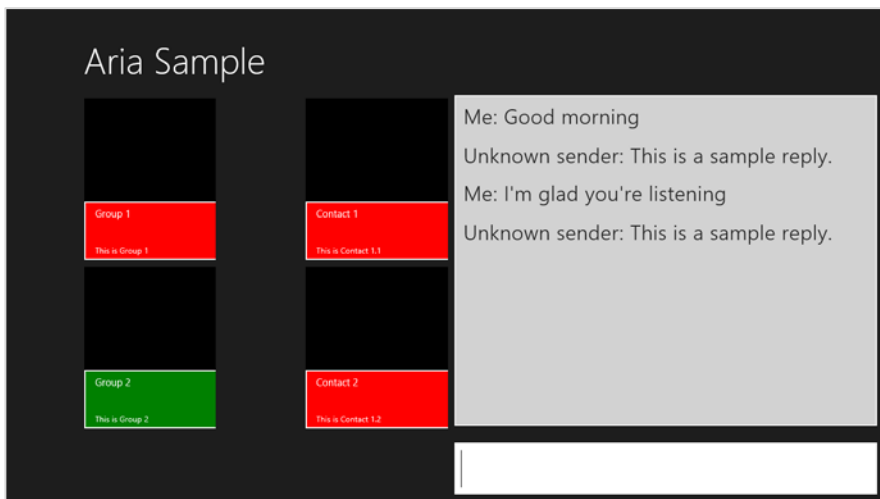 Aria Sample
Group 1
This is Group 1
Contact 1
This is Contact 1.1
Group 2
This is Group 2
Contact 2
This is Contact 1.2
Me: Good morning
Unknown sender: This is a sample reply.
Me: I'm glad you're listening
Unknown sender: This is a sample reply.